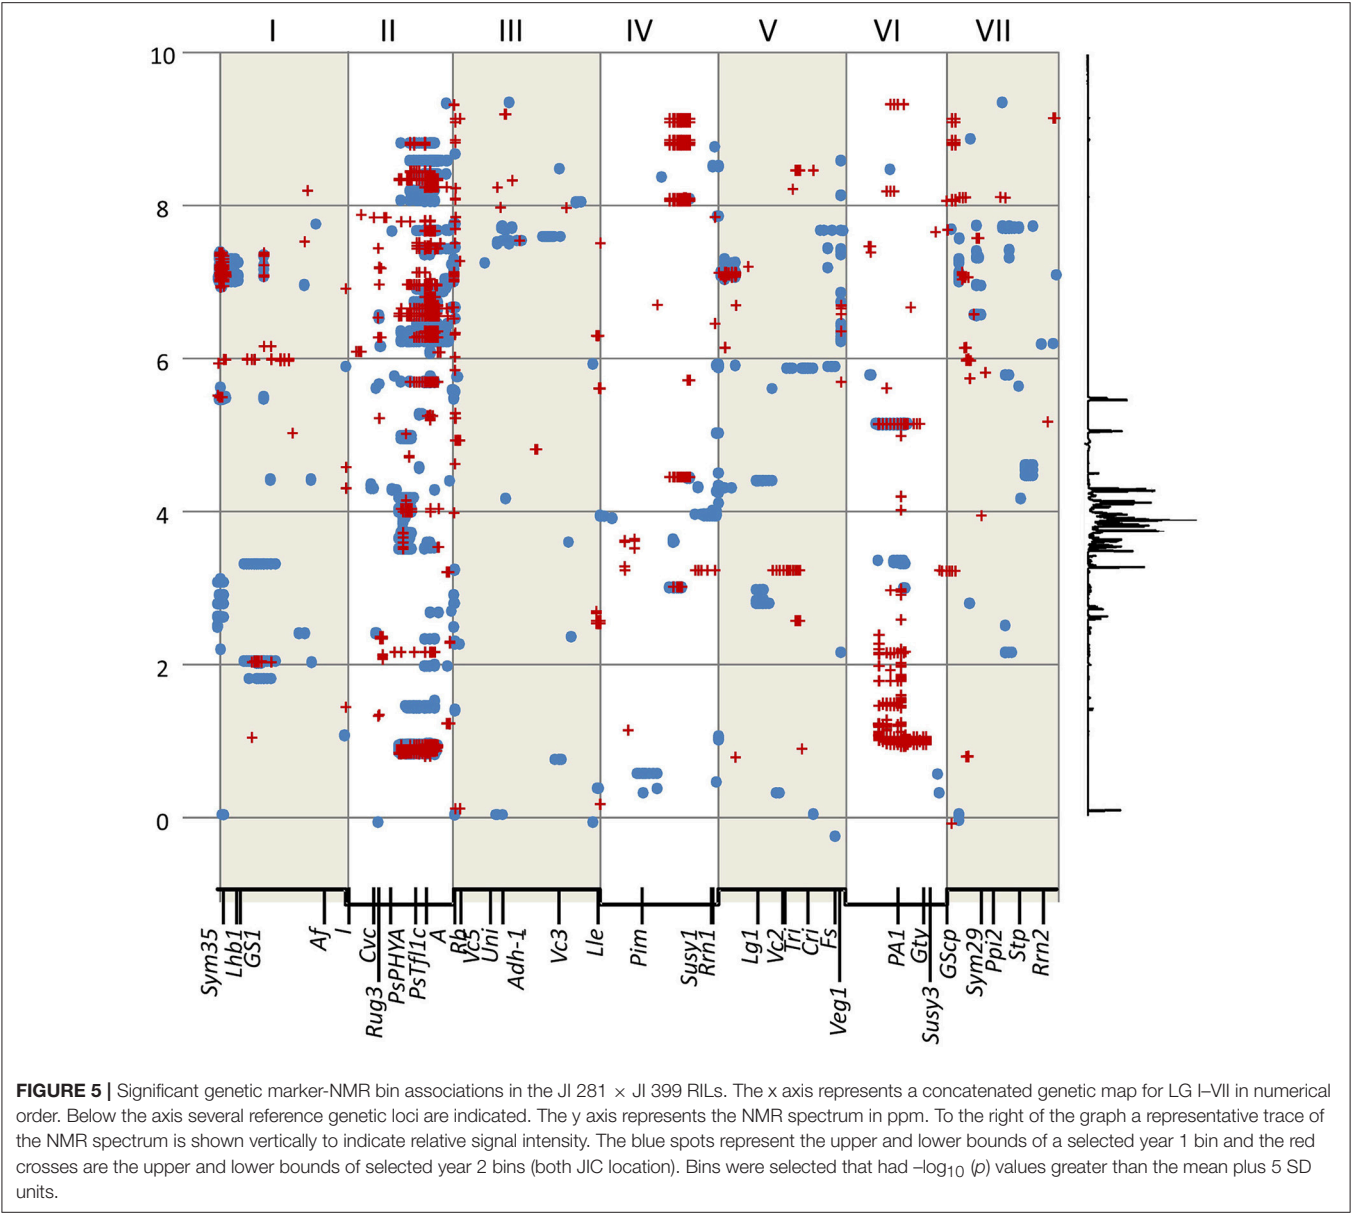 I II III IV V VI VII
10
8
6
4
2
0
Sym35 Lhb1 GS1 Af I Cvc Rug3 PsPHYA PsTfl1c A Rb Vc5 Uni Adh-1 Vc3 Lle Pim Susy1 Rrn1 Lg1 Vc2 Tri Cri Fs Veg1 PA1 Gty Susy3 GScp Sym29 Ppi2 Stp Rrn2
FIGURE 5 | Significant genetic marker-NMR bin associations in the JI 281 × JI 399 RILs. The x axis represents a concatenated genetic map for LG I–VII in numerical
order. Below the axis several reference genetic loci are indicated. The y axis represents the NMR spectrum in ppm. To the right of the graph a representative trace of
the NMR spectrum is shown vertically to indicate relative signal intensity. The blue spots represent the upper and lower bounds of a selected year 1 bin and the red
crosses are the upper and lower bounds of selected year 2 bins (both JIC location). Bins were selected that had –log10 (p) values greater than the mean plus 5 SD
units.